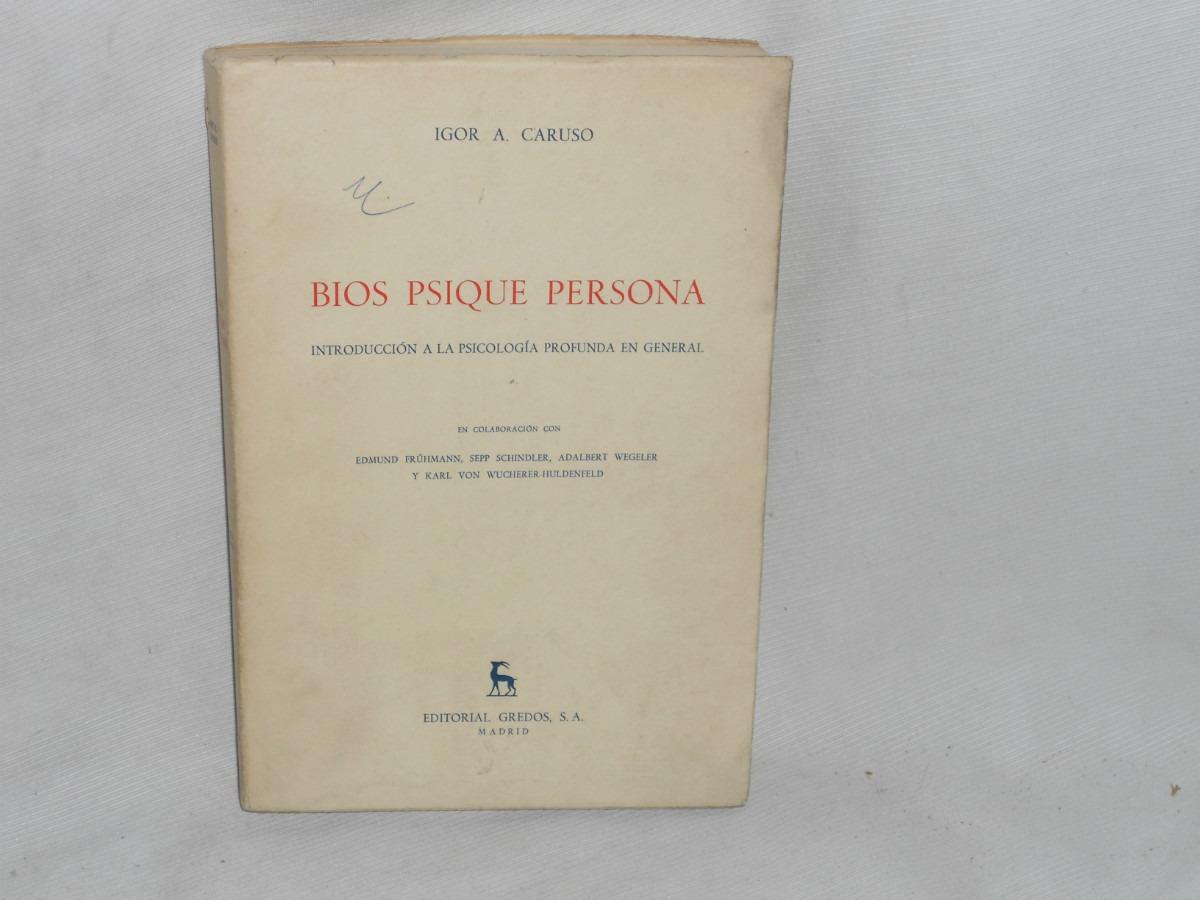 IGOR A. CARUSO
BIOS PSIQUE PERSONA
INTRODUCCIÓN A LA PSICOLOGÍA PROFUNDA EN GENERAL
EN COLABORACIÓN CON
EDMUND FRÜHMANN, SEPP SCHINDLER, ADALBERT WEGELER
Y KARL VON WUCHERER-HULDENFELD
EDITORIAL GREDOS, S. A.
MADRID